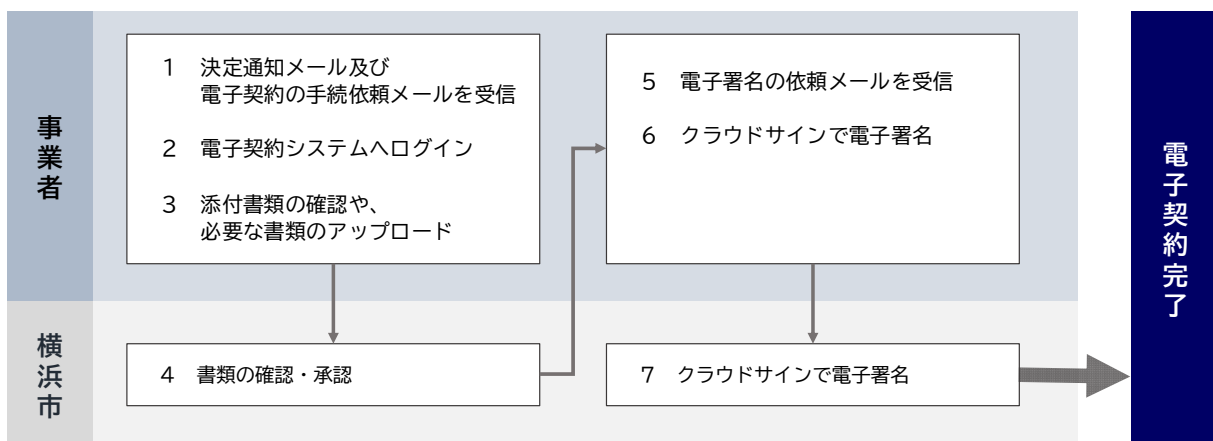 事業者
1 決定通知メール及び
電子契約の手続依頼メールを受信
2 電子契約システムへログイン
3 添付書類の確認や、
必要な書類のアップロード
5 電子署名の依頼メールを受信
6 クラウドサインで電子署名
横浜市
4 書類の確認・承認
7 クラウドサインで電子署名
電子契約完了